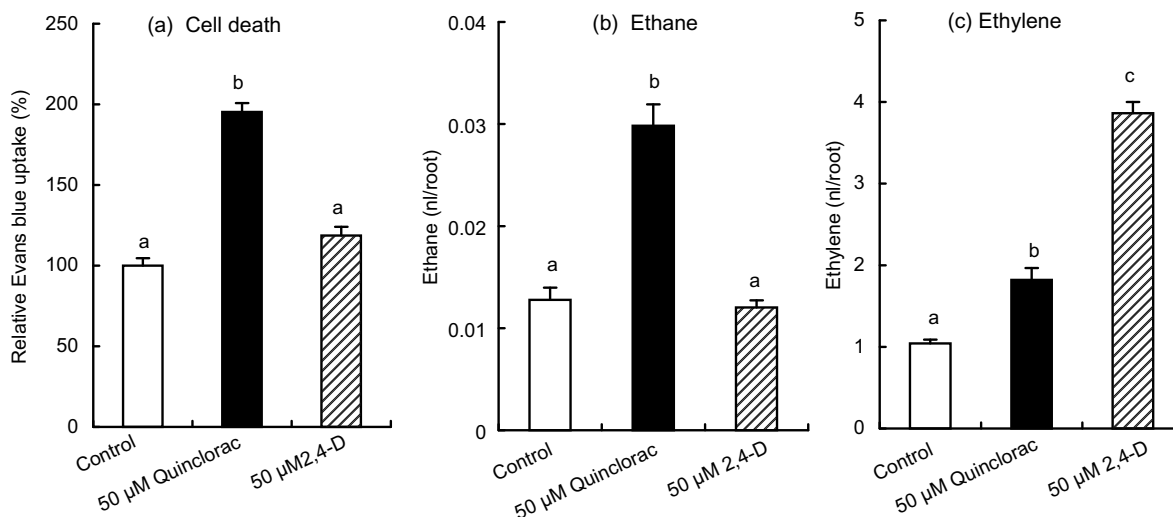 (a) Cell death
Relative Evans blue uptake (%)
250
200
150
100
50
0
a
b
a
Control
50 µM Quinclorac
50 µM2,4-D
(b) Ethane
Ethane (nl/root)
0.04
0.03
0.02
0.01
0
a
b
a
Control
50 µM Quinclorac
50 µM 2,4-D
(c) Ethylene
Ethylene (nl/root)
5
4
3
2
1
0
a
b
c
Control
50 µM Quinclorac
50 µM 2,4-D